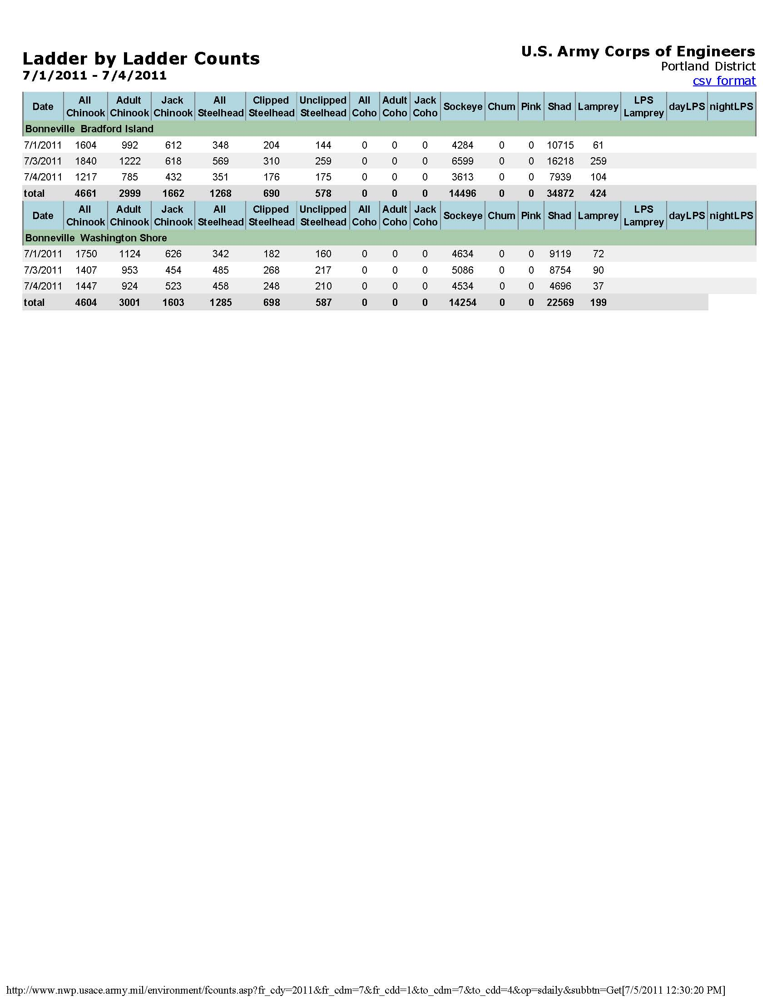 Ladder by Ladder Counts
7/1/2011 - 7/4/2011
U.S. Army Corps of Engineers
Portland District
csv format
Date All Chinook Adult Chinook Jack Chinook All Steelhead Clipped Steelhead Unclipped Steelhead All Coho Adult Coho Jack Coho Sockeye Chum Pink Shad Lamprey LPS Lamprey dayLPS nightLPS
Bonneville Bradford Island
7/1/2011 1604 992 612 348 204 144 0 0 0 4284 0 0 10715 61
7/3/2011 1840 1222 618 569 310 259 0 0 0 6599 0 0 16218 259
7/4/2011 1217 785 432 351 176 175 0 0 0 3613 0 0 7939 104
total 4661 2999 1662 1268 690 578 0 0 0 14496 0 0 34872 424
Date All Chinook Adult Chinook Jack Chinook All Steelhead Clipped Steelhead Unclipped Steelhead All Coho Adult Coho Jack Coho Sockeye Chum Pink Shad Lamprey LPS Lamprey dayLPS nightLPS
Bonneville Washington Shore
7/1/2011 1750 1124 626 342 182 160 0 0 0 4634 0 0 9119 72
7/3/2011 1407 953 454 485 268 217 0 0 0 5086 0 0 8754 90
7/4/2011 1447 924 523 458 248 210 0 0 0 4534 0 0 4696 37
total 4604 3001 1603 1285 698 587 0 0 0 14254 0 0 22569 199
http://www.nwp.usace.army.mil/environment/fcounts.asp?fr_cdy=2011&fr_cdm=7&fr_cdd=1&to_cdm=7&to_cdd=4&op=sdaily&subbtn=Get[7/5/2011 12:30:20 PM]